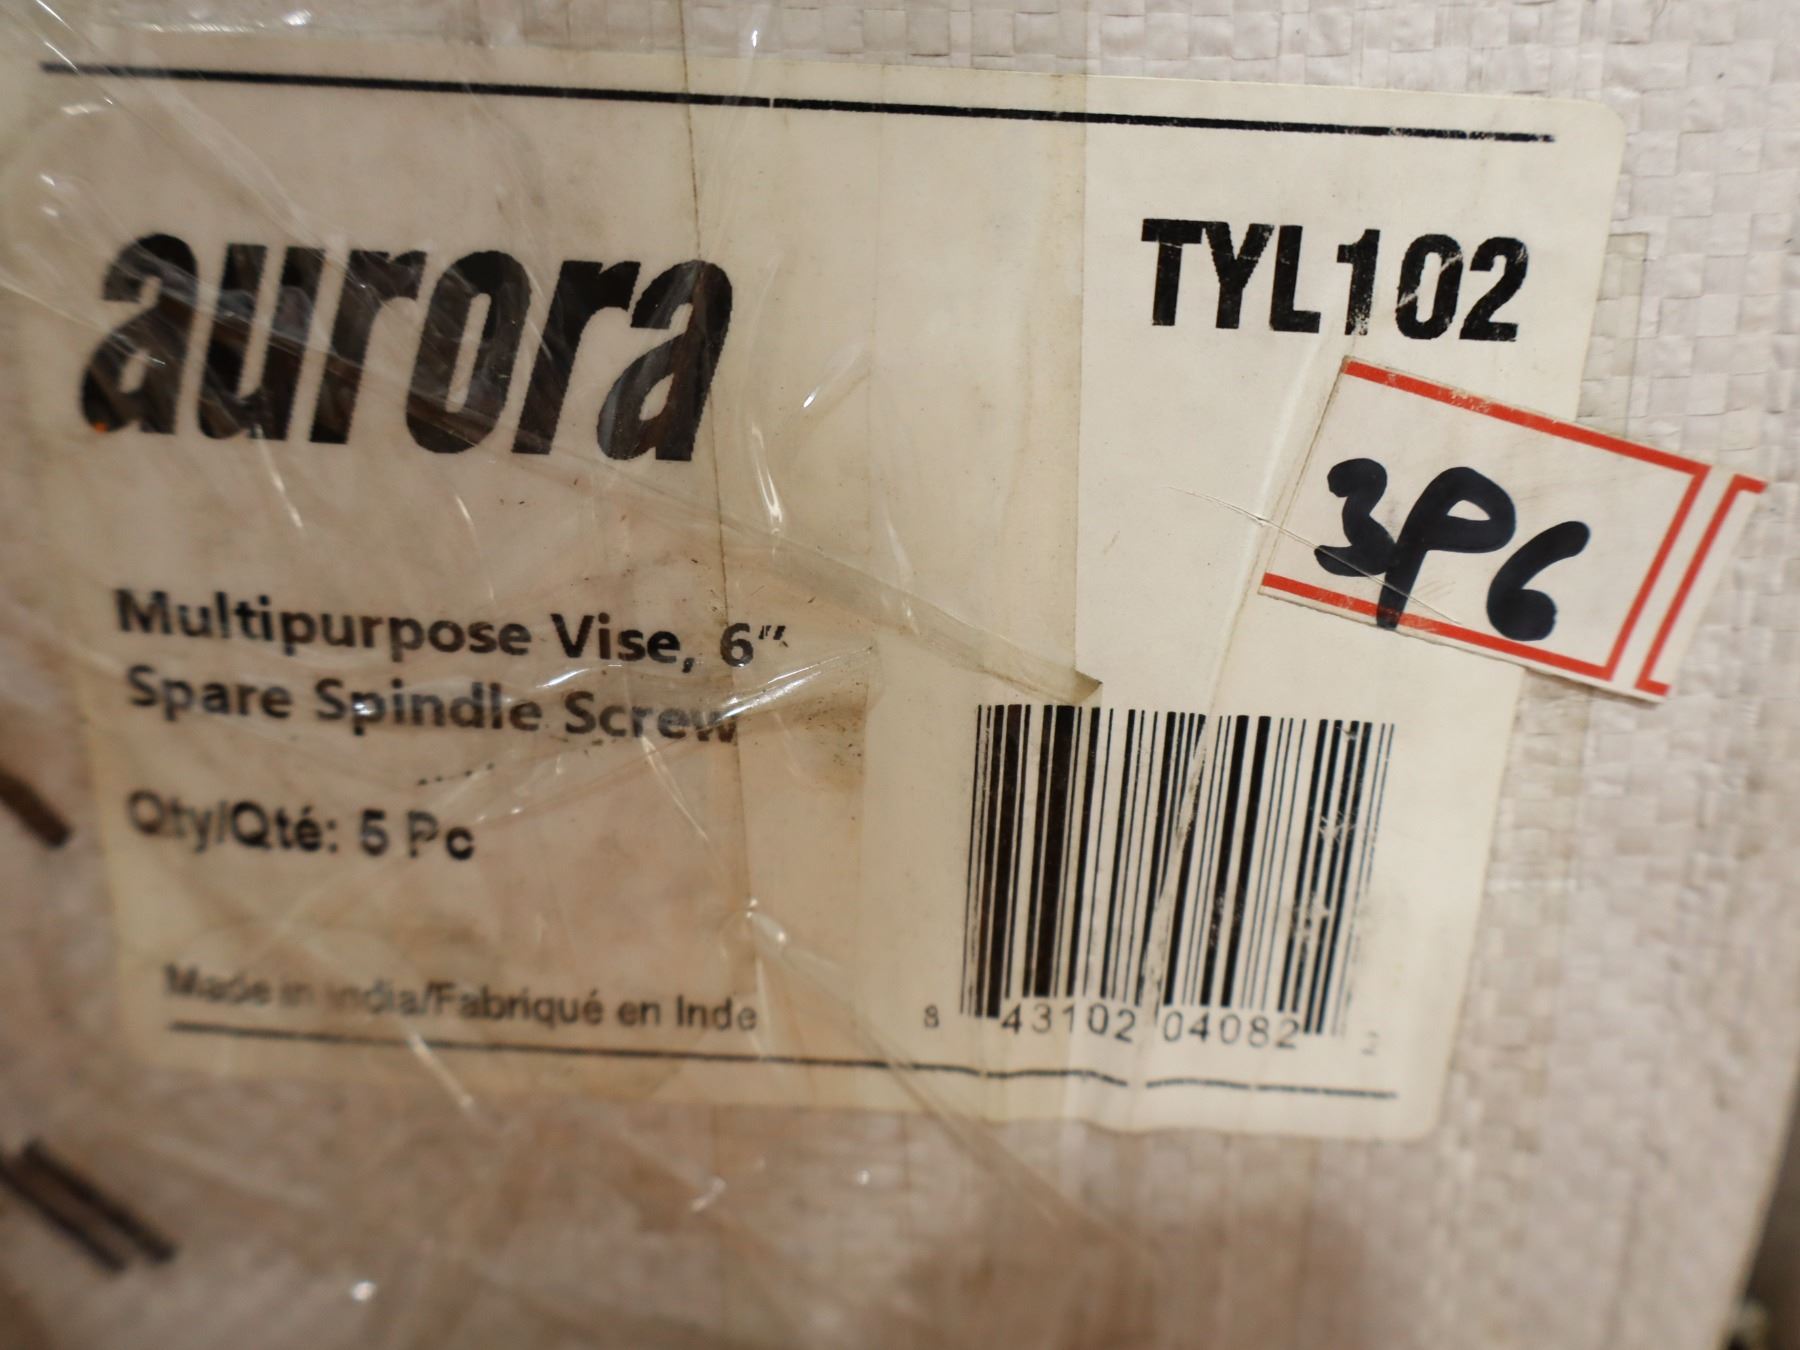 aurora
TYL102
3P6
Multipurpose Vise, 6"
Spare Spindle Screw
Qty/Qté: 5 Pc
Made in India/Fabriqué en Inde
8 43102 04082 2